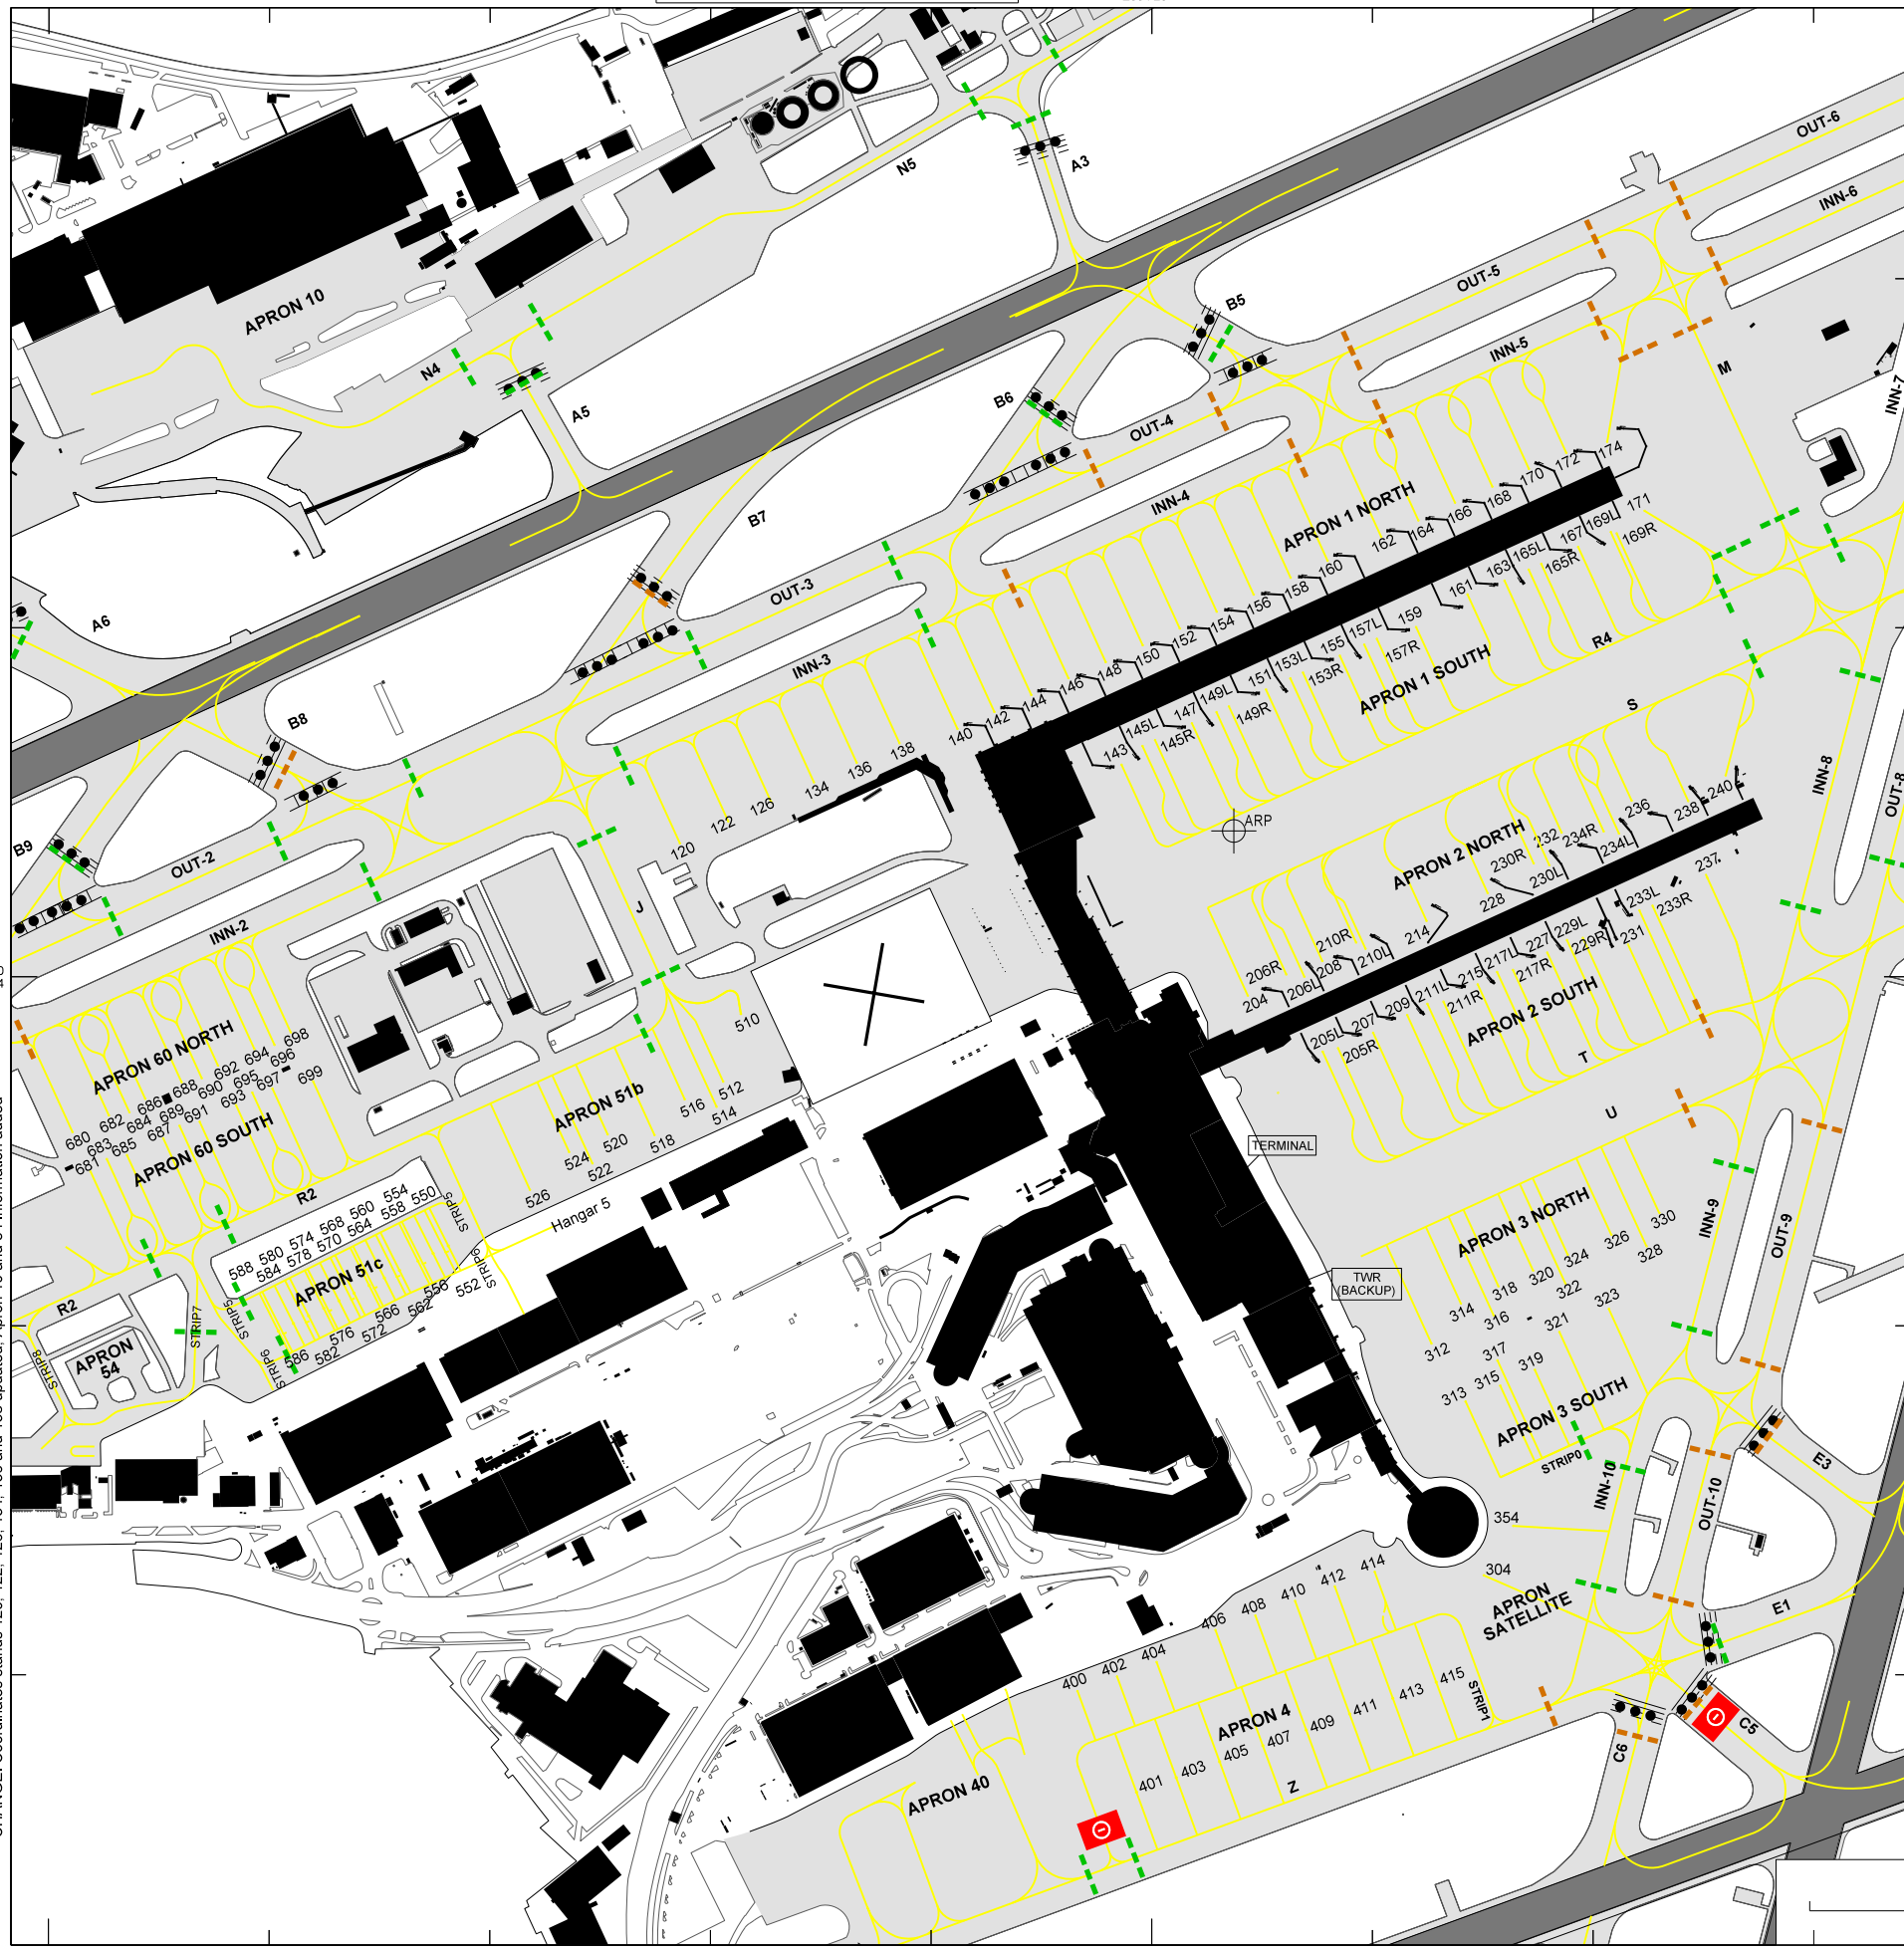 OUT-6
INN-6
N5
A3
OUT-5
INN-5
B5
M
INN-7
APRON 10
N4
A5
B6
OUT-4
INN-4
APRON 1 NORTH
174
172
170
168
166
164
162
160
158
156
154
152
150
148
146
144
142
140
138
136
134
126
122
120
171
169L
169R
167
165L
165R
163
161
159
157L
157R
155
153L
153R
151
149L
149R
147
145L
145R
143
APRON 1 SOUTH
R4
S
B7
OUT-3
INN-3
A6
B8
B9
OUT-2
INN-2
J
ARP
INN-8
OUT-8
APRON 2 NORTH
240
238
236
234R
234L
232
230R
230L
228
214
210R
210L
208
206R
206L
204
237
233L
233R
231
229L
229R
227
217L
217R
215
211L
211R
209
207
205L
205R
APRON 2 SOUTH
T
U
APRON 60 NORTH
698
696
694
692
690
688
686
684
682
680
699
697
695
693
691
689
687
685
683
681
APRON 60 SOUTH
R2
510
512
514
516
518
520
522
524
526
APRON 51b
TERMINAL
Hangar 5
STRIP5
STRIP6
550
554
558
560
564
568
570
574
578
580
584
588
APRON 51c
552
556
562
566
572
576
582
586
STRIP5
STRIP6
STRIP7
STRIP8
R2
APRON
54
TWR
(BACKUP)
APRON 3 NORTH
INN-9
OUT-9
330
328
326
324
322
320
318
316
314
312
323
321
319
317
315
313
APRON 3 SOUTH
STRIP0
INN-10
OUT-10
E3
354
304
APRON
SATELLITE
E1
414
412
410
408
406
404
402
400
415
413
411
409
407
405
403
401
STRIP1
APRON 4
APRON 40
Z
C6
C5